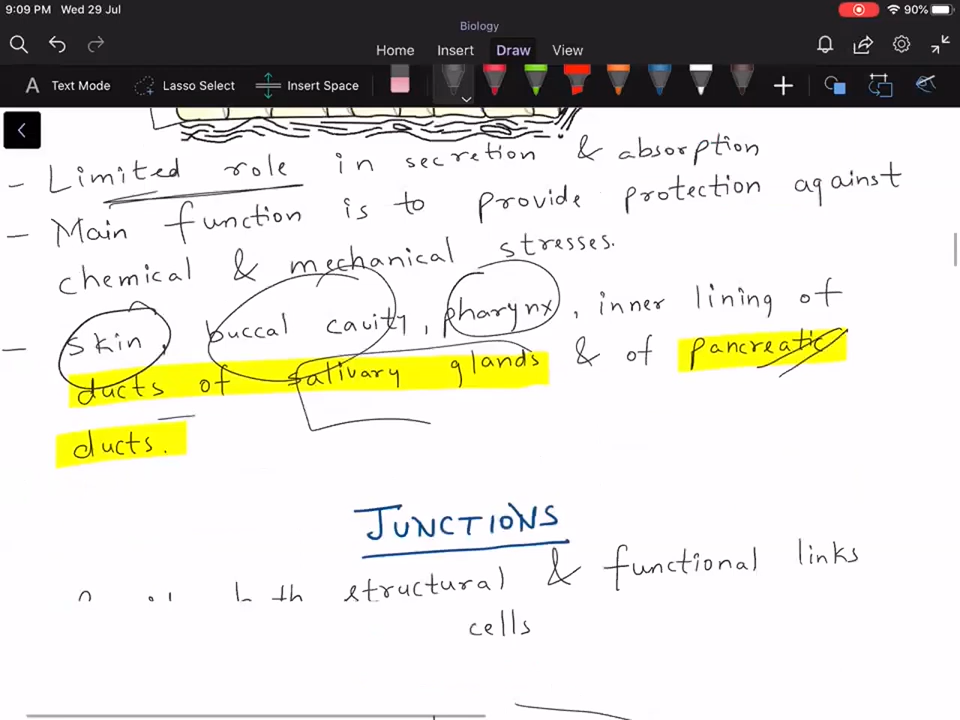 9:09 PM Wed 29 Jul
90%
Biology
Home Insert Draw View
Text Mode Lasso Select Insert Space
- Limited role in secretion & absorption
- Main function is to provide protection against
chemical & mechanical stresses.
- Skin, buccal cavity, pharynx, inner lining of
ducts of salivary glands & of pancreatic
ducts.
JUNCTIONS
structural & functional links
cells